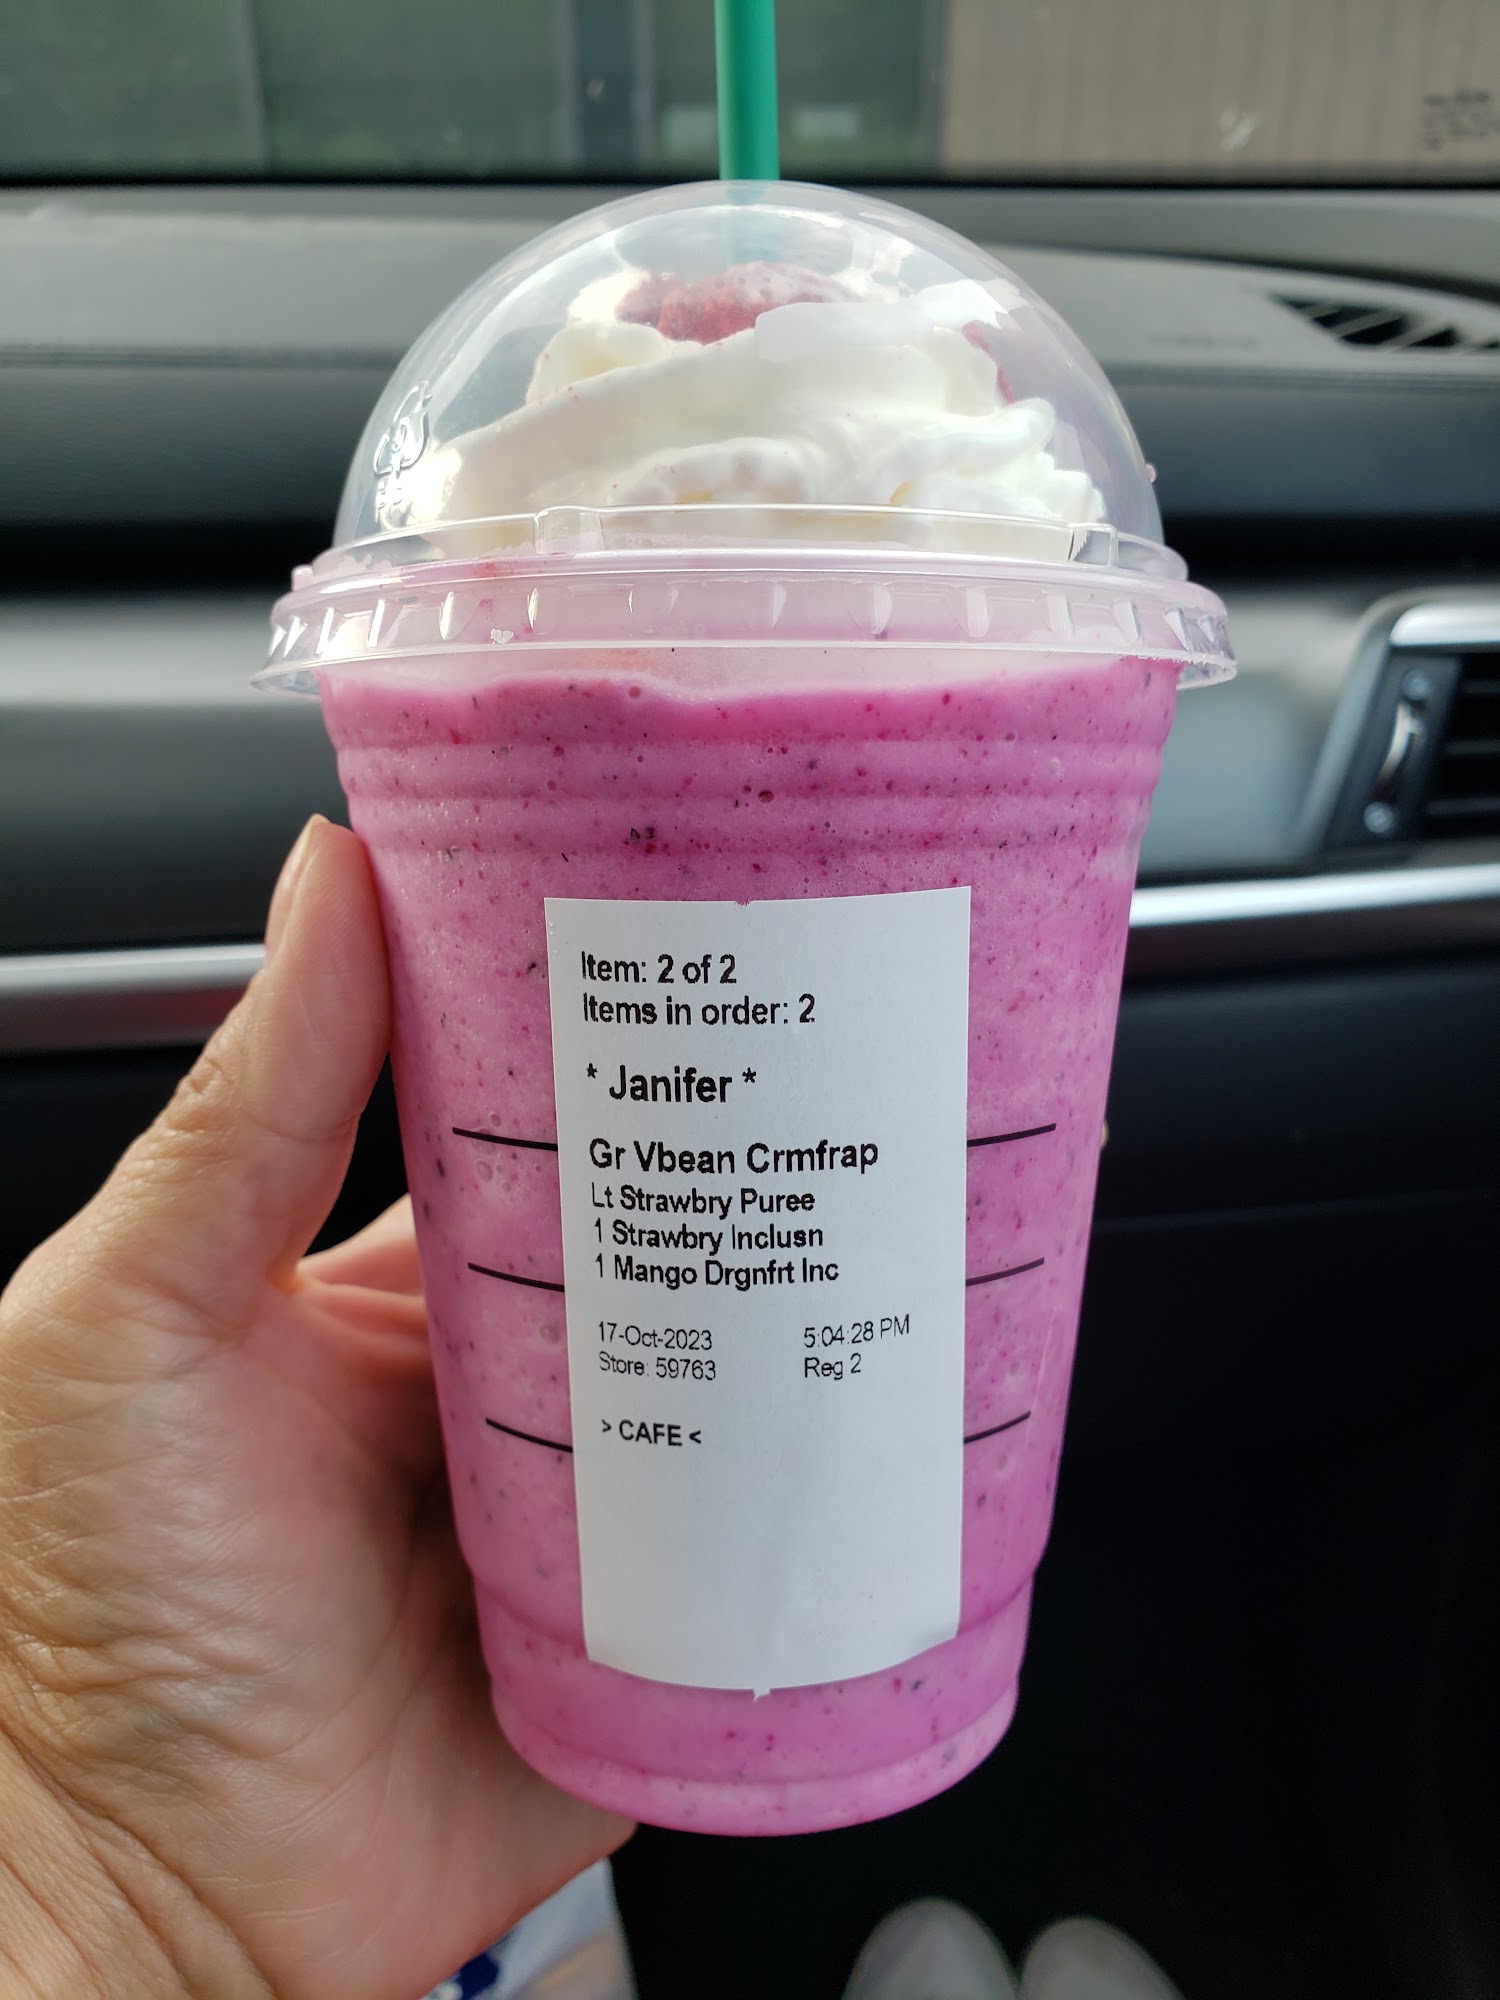 Item: 2 of 2
Items in order: 2
* Janifer *
Gr Vbean Crmfrap
Lt Strawbry Puree
1 Strawbry Inclusn
1 Mango Drgnfrt Inc
17-Oct-2023 5:04:28 PM
Store: 59763 Reg 2
> CAFE <